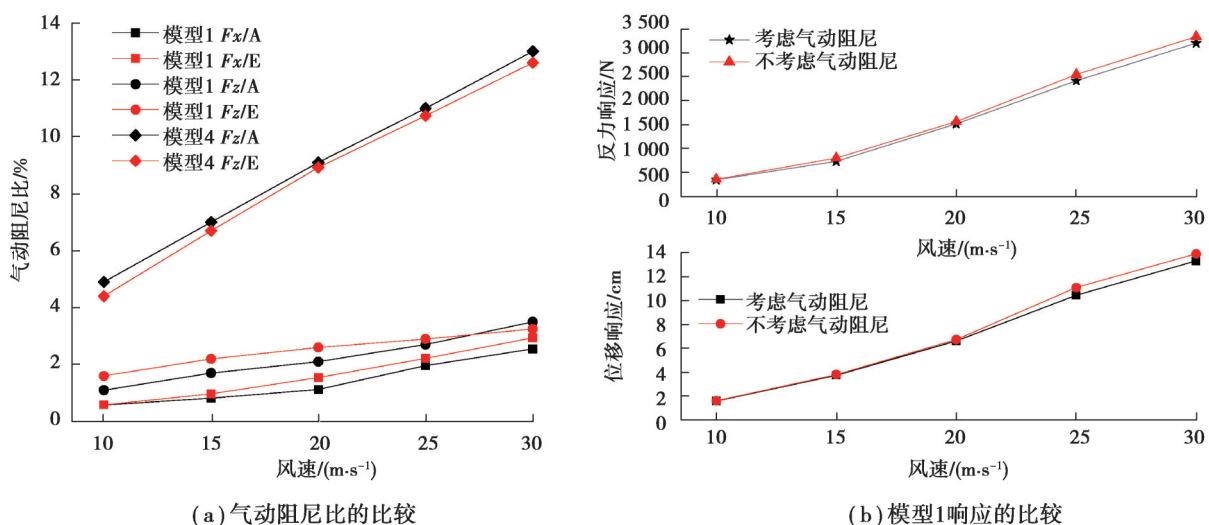 气动阻尼比/%
14
12
10
8
6
4
2
0
模型1 Fx/A
模型1 Fx/E
模型1 Fz/A
模型1 Fz/E
模型4 Fz/A
模型4 Fz/E
10 15 20 25 30
风速/(m·s⁻¹)
(a)气动阻尼比的比较
反力响应/N
3 500
3 000
2 500
2 000
1 500
1 000
500
0
考虑气动阻尼
不考虑气动阻尼
10 15 20 25 30
风速/(m·s⁻¹)
位移响应/cm
14
12
10
8
6
4
2
0
考虑气动阻尼
不考虑气动阻尼
10 15 20 25 30
风速/(m·s⁻¹)
(b)模型1响应的比较